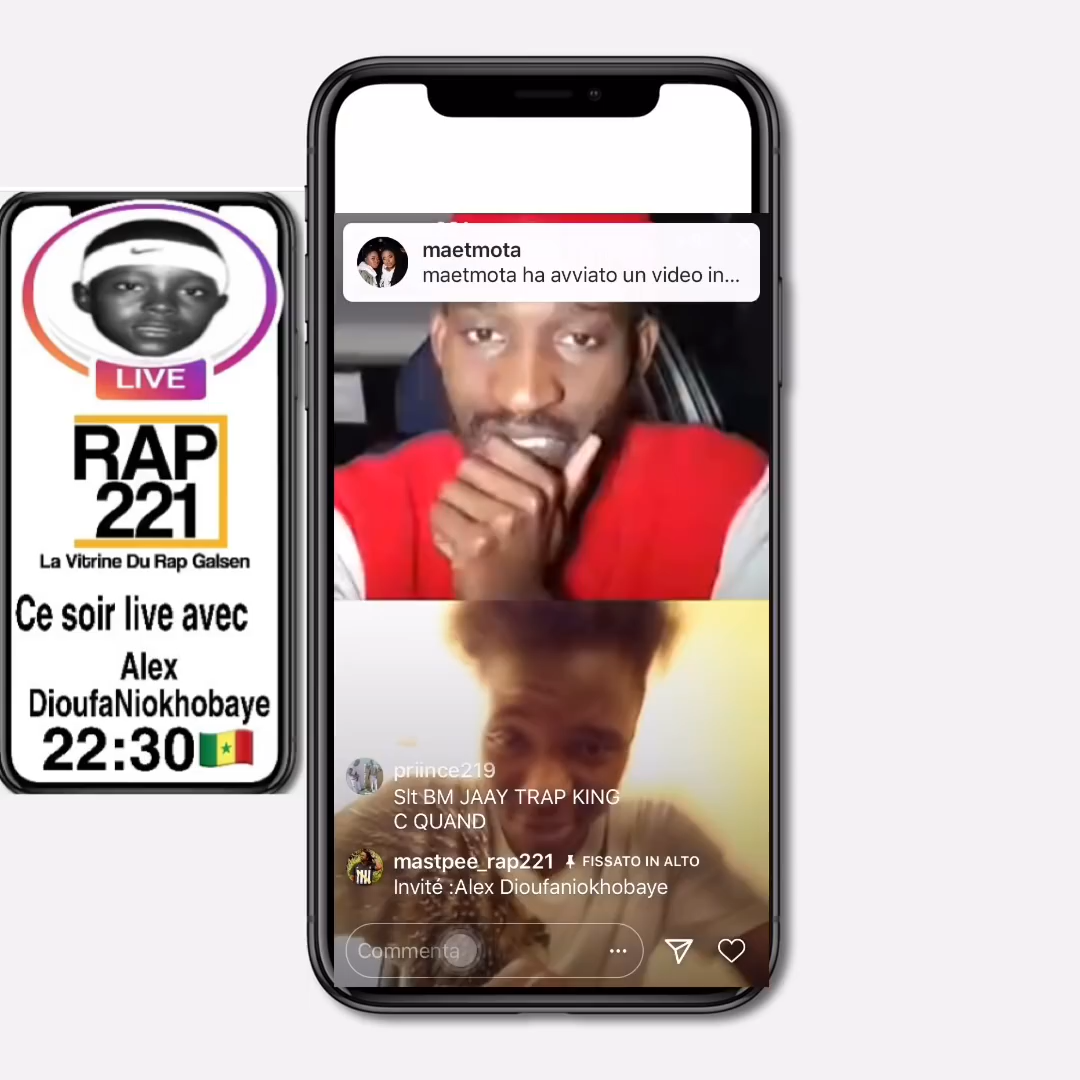 LIVE
RAP
221
La Vitrine Du Rap Galsen
Ce soir live avec
Alex
DioufaNiokhobaye
22:30
maetmota
maetmota ha avviato un video in...
priince219
Slt BM JAAY TRAP KING
C QUAND
mastpee_rap221 FISSATO IN ALTO
Invité :Alex Dioufaniokhobaye
Commenta